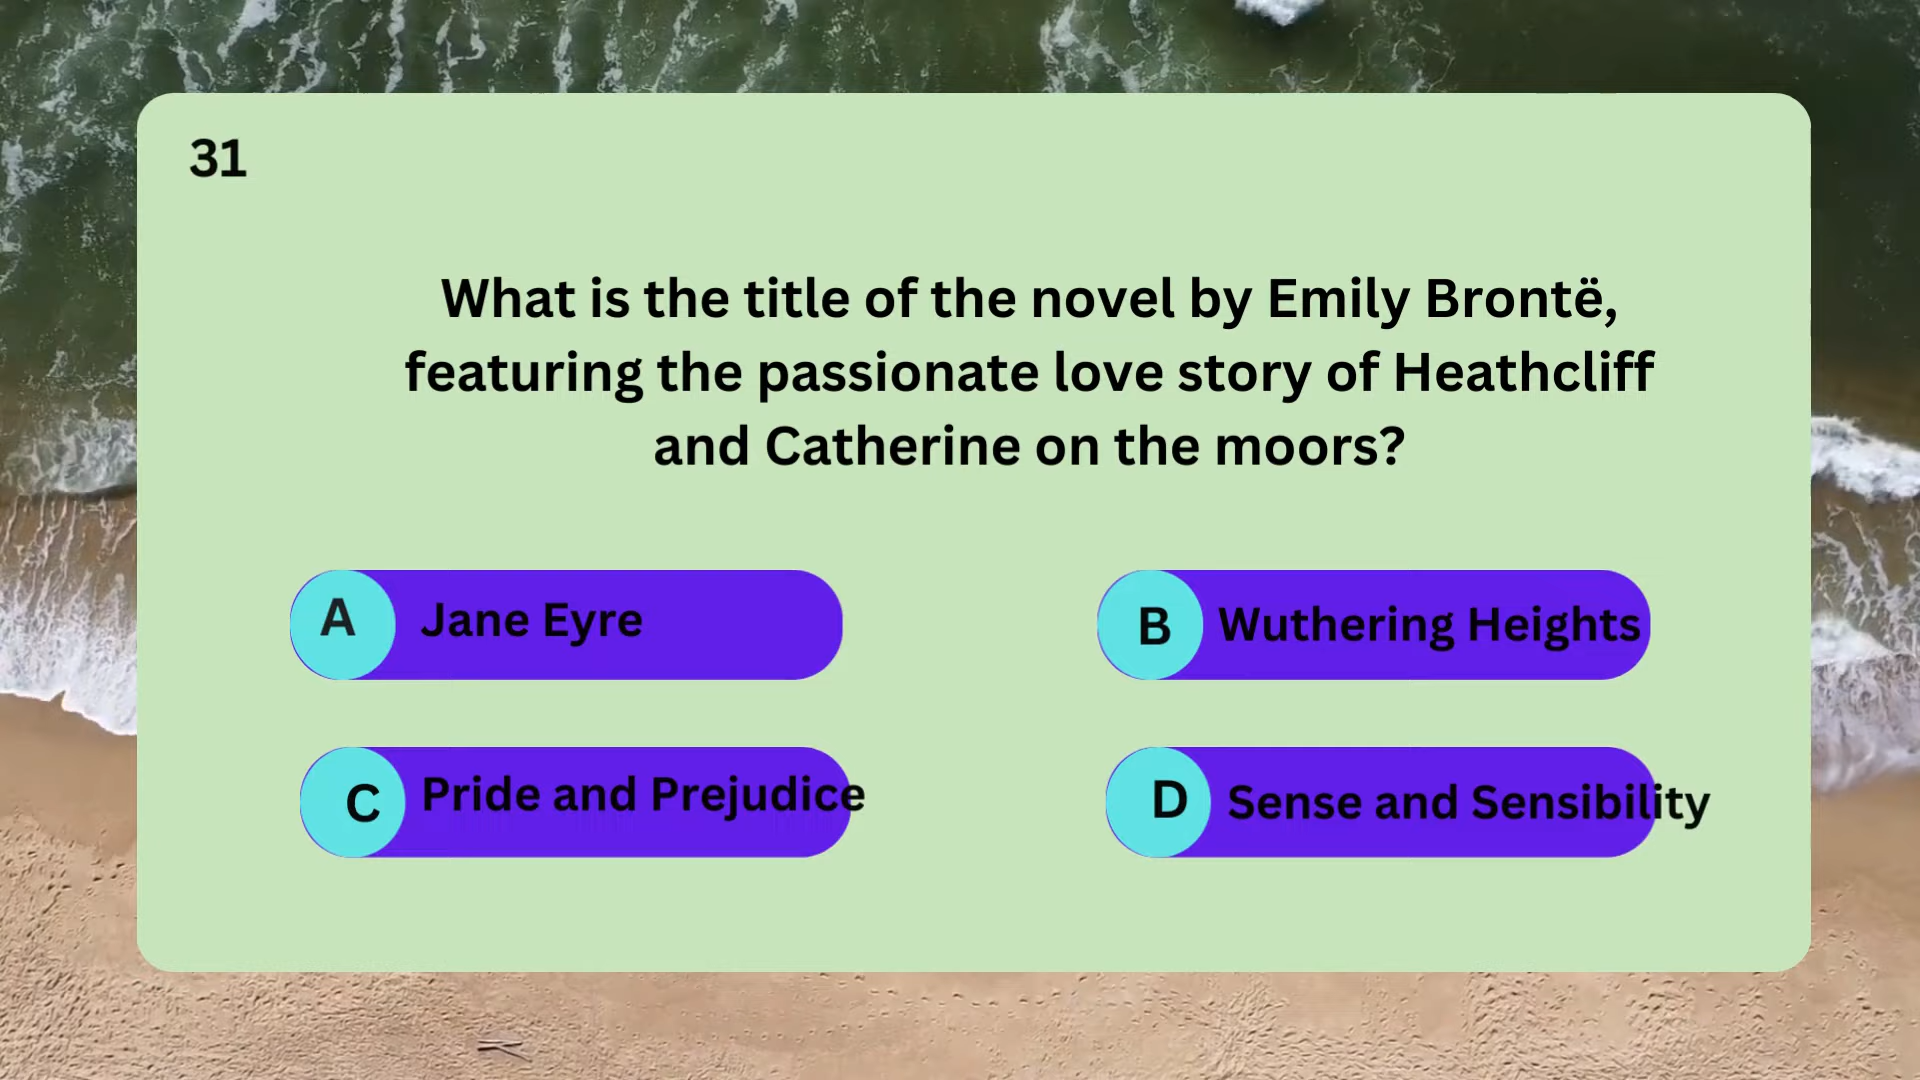 31
What is the title of the novel by Emily Brontë,
featuring the passionate love story of Heathcliff
and Catherine on the moors?
A Jane Eyre
B Wuthering Heights
C Pride and Prejudice
D Sense and Sensibility